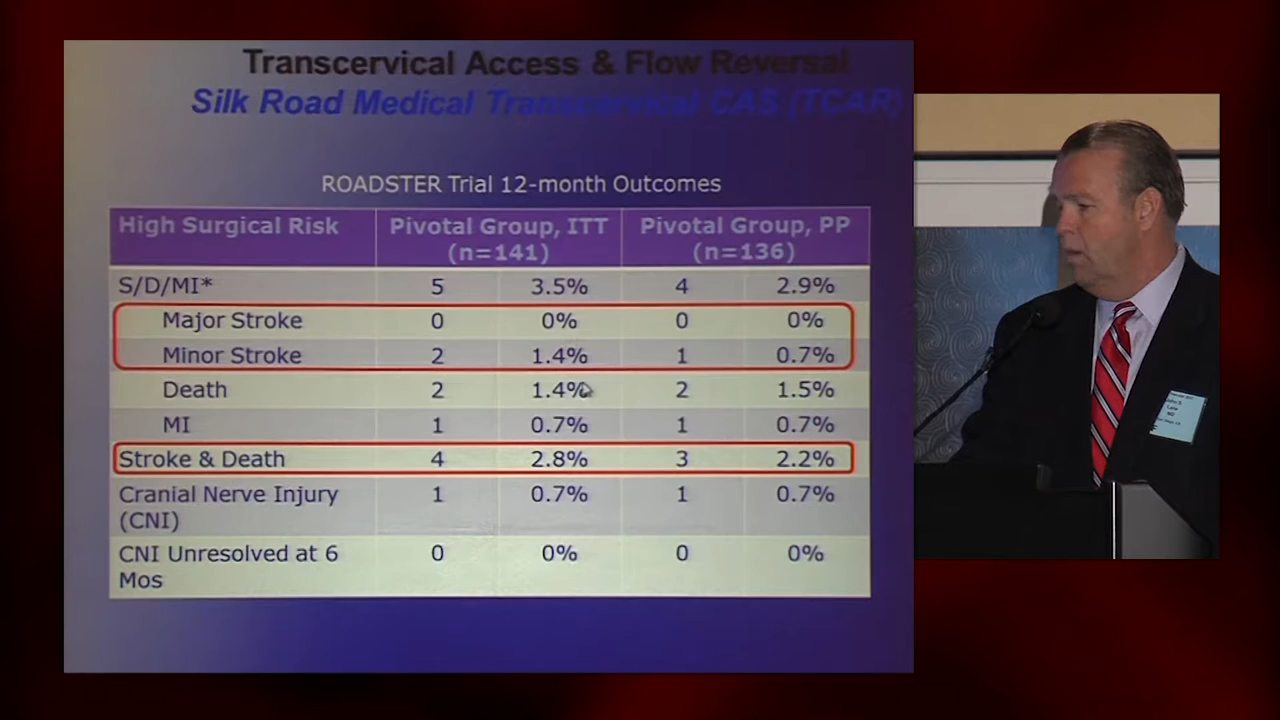 Transcervical Access & Flow Reversal
Silk Road Medical Transcervical CAS (TCAR)
ROADSTER Trial 12-month Outcomes
High Surgical Risk Pivotal Group, ITT (n=141) Pivotal Group, PP (n=136)
S/D/MI* 5 3.5% 4 2.9%
Major Stroke 0 0% 0 0%
Minor Stroke 2 1.4% 1 0.7%
Death 2 1.4% 2 1.5%
MI 1 0.7% 1 0.7%
Stroke & Death 4 2.8% 3 2.2%
Cranial Nerve Injury (CNI) 1 0.7% 1 0.7%
CNI Unresolved at 6 Mos 0 0% 0 0%